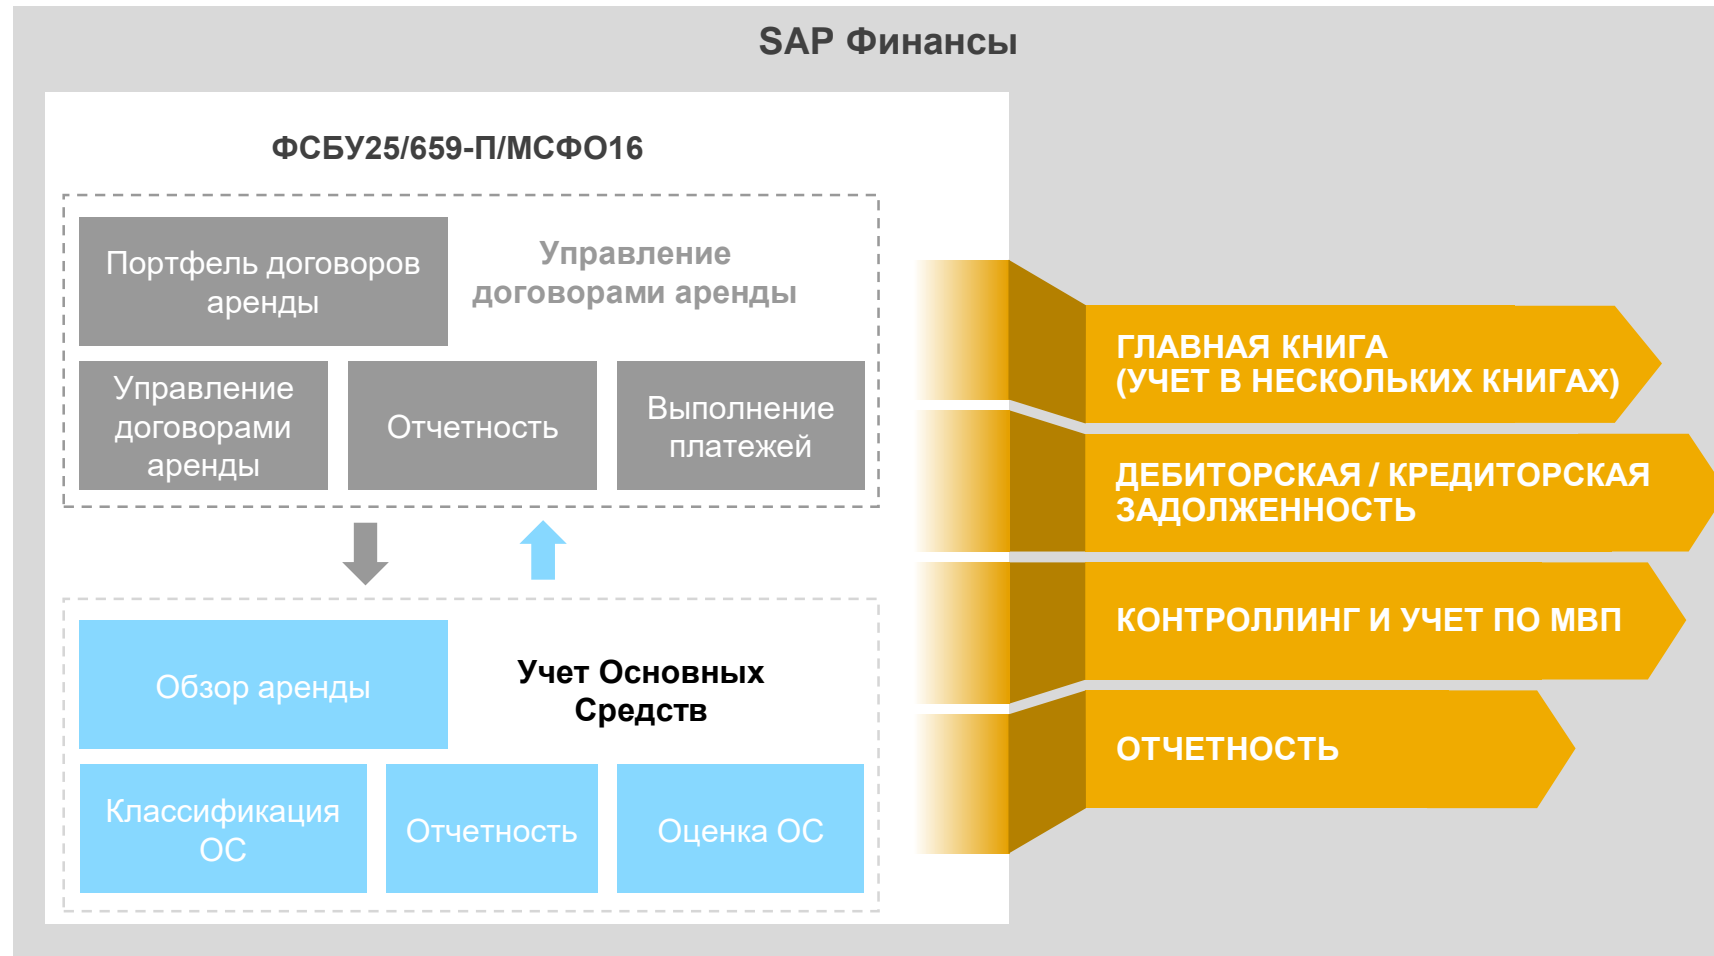 SAP Финансы
ФСБУ25/659-П/МСФО16
Портфель договоров
аренды
Управление
договорами аренды
Управление
договорами
аренды
Отчетность
Выполнение
платежей
Обзор аренды
Учет Основных
Средств
Классификация
ОС
Отчетность
Оценка ОС
ГЛАВНАЯ КНИГА
(УЧЕТ В НЕСКОЛЬКИХ КНИГАХ)
ДЕБИТОРСКАЯ / КРЕДИТОРСКАЯ
ЗАДОЛЖЕННОСТЬ
КОНТРОЛЛИНГ И УЧЕТ ПО МВП
ОТЧЕТНОСТЬ